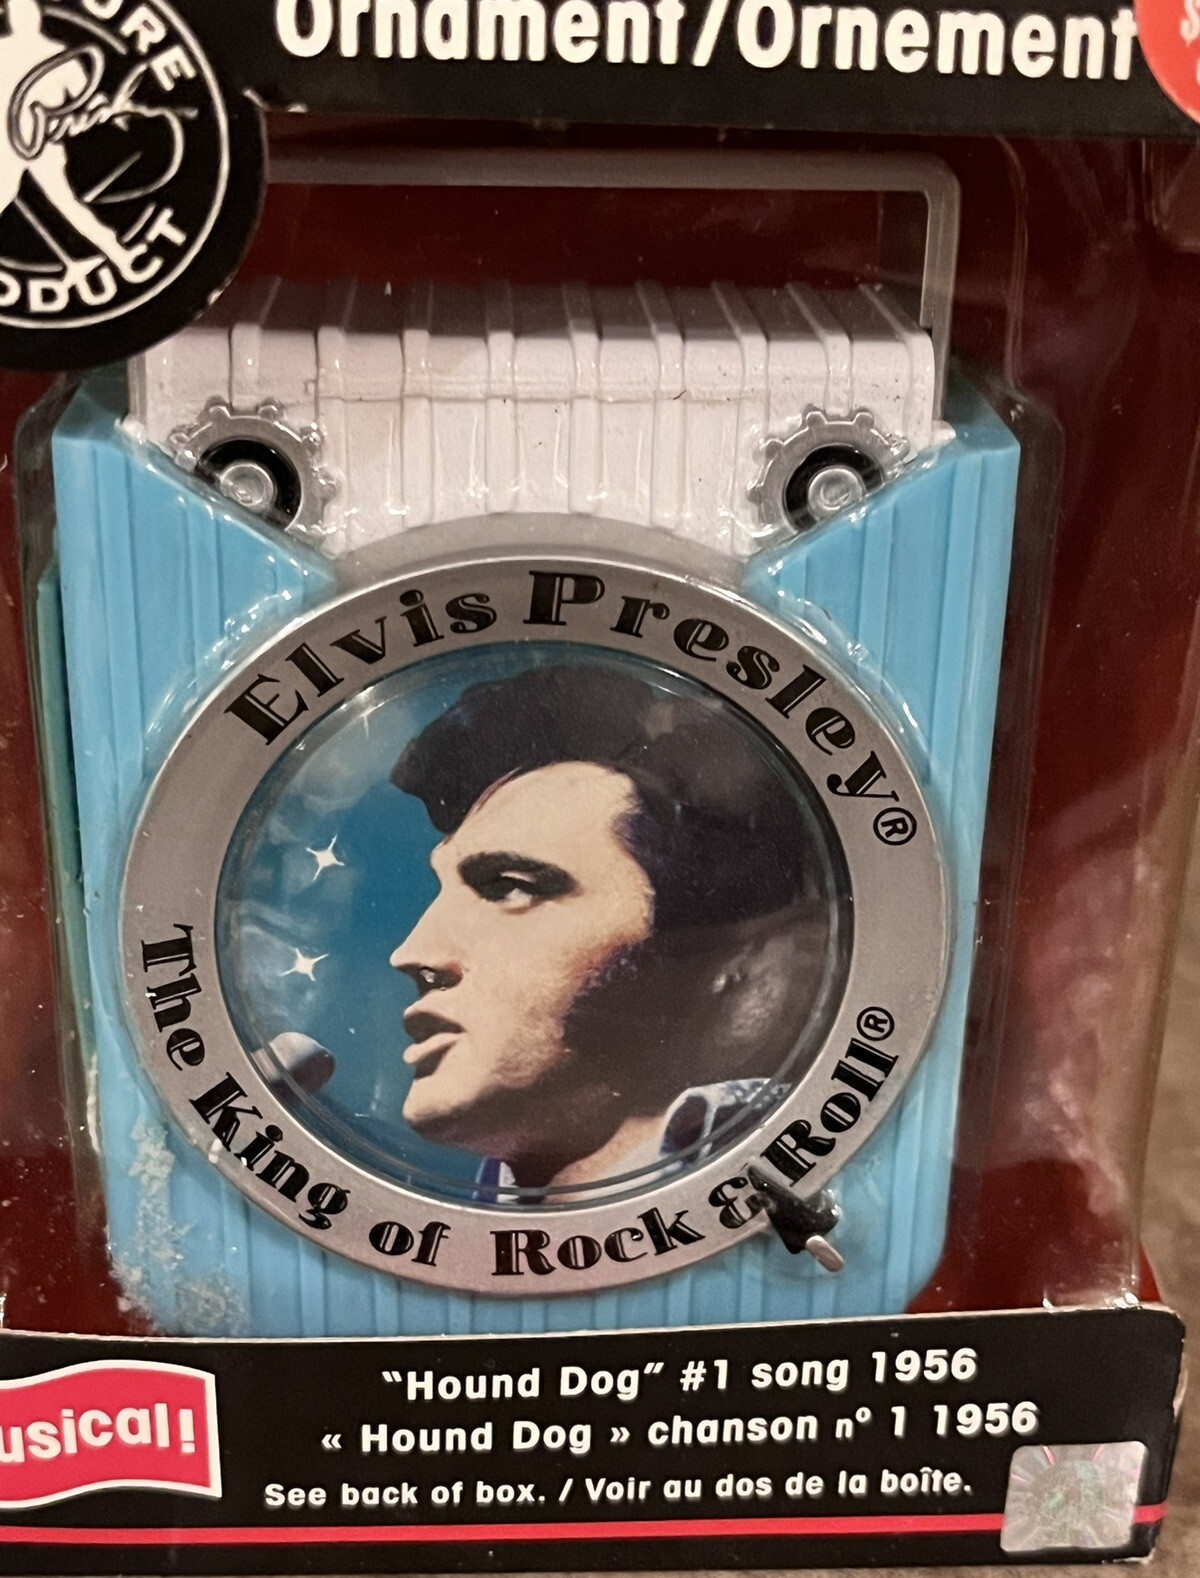 Ornament/Ornement
Elvis Presley®
The King of Rock & Roll®
usical!
"Hound Dog" #1 song 1956
« Hound Dog » chanson nº 1 1956
See back of box. / Voir au dos de la boîte.